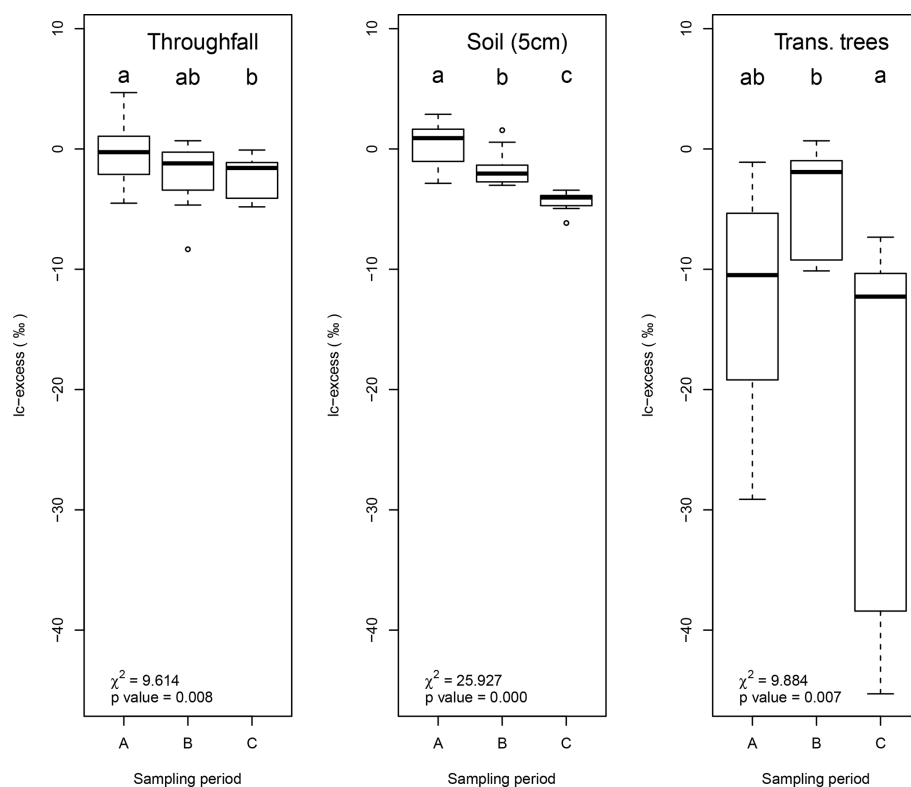 Throughfall
a ab b
10
0
−10
−20
−30
−40
lc−excess ( ‰)
χ2 = 9.614
p value = 0.008
A B C
Sampling period
Soil (5cm)
a b c
10
0
−10
−20
−30
−40
lc−excess ( ‰)
χ2 = 25.927
p value = 0.000
A B C
Sampling period
Trans. trees
ab b a
10
0
−10
−20
−30
−40
lc−excess ( ‰)
χ2 = 9.884
p value = 0.007
A B C
Sampling period